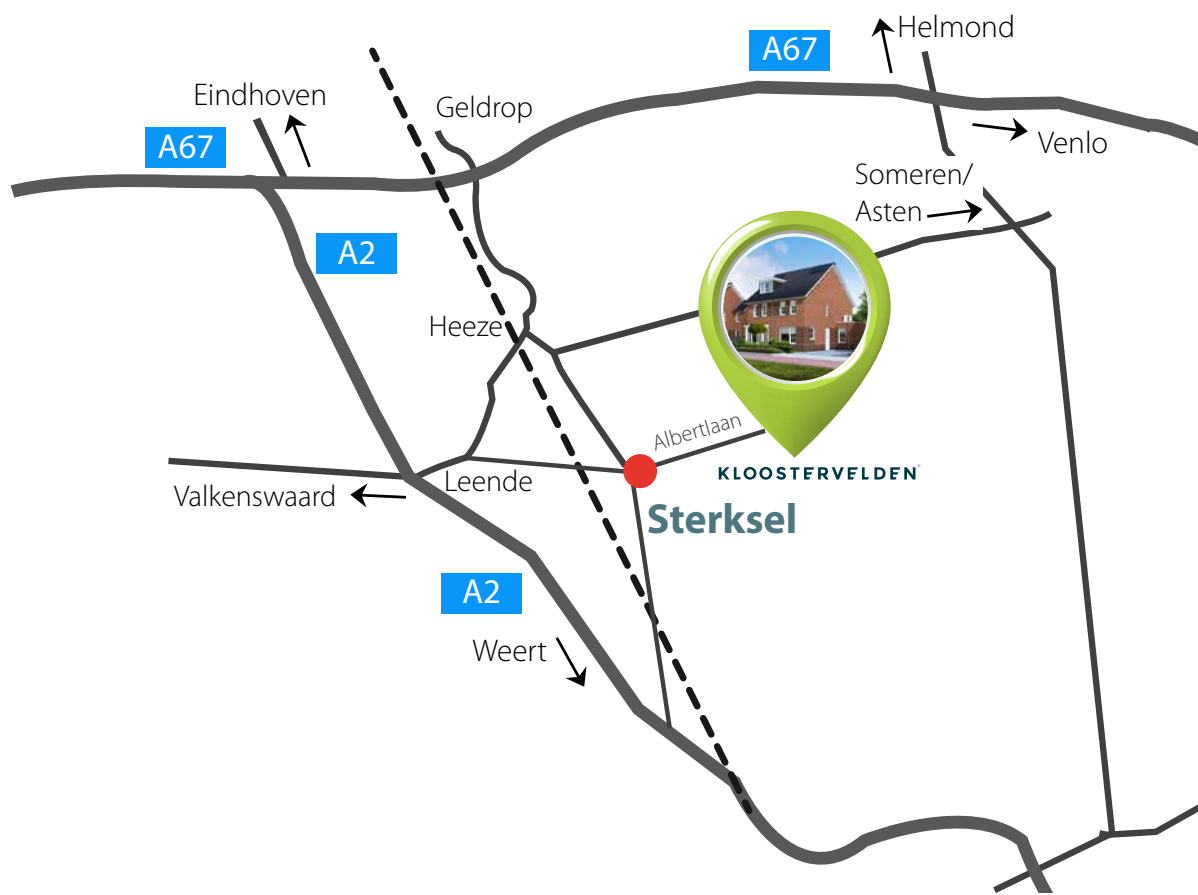 Helmond
A67
Eindhoven
Geldrop
A67
Venlo
Someren/
Asten
A2
Heeze
Albertlaan
KLOOSTERVELDEN
Leende
Valkenswaard
Sterksel
A2
Weert